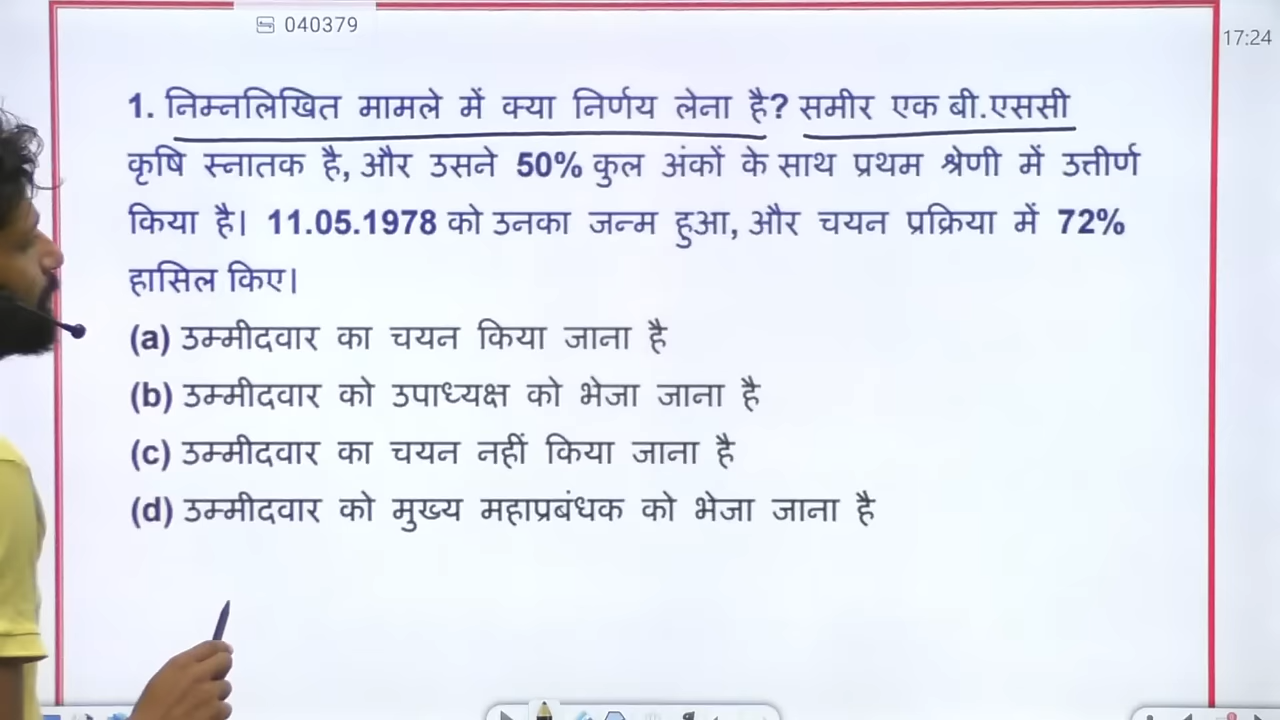 040379
17:24
1. निम्नलिखित मामले में क्या निर्णय लेना है? समीर एक बी.एससी
कृषि स्नातक है, और उसने 50% कुल अंकों के साथ प्रथम श्रेणी में उत्तीर्ण
किया है। 11.05.1978 को उनका जन्म हुआ, और चयन प्रक्रिया में 72%
हासिल किए।
(a) उम्मीदवार का चयन किया जाना है
(b) उम्मीदवार को उपाध्यक्ष को भेजा जाना है
(c) उम्मीदवार का चयन नहीं किया जाना है
(d) उम्मीदवार को मुख्य महाप्रबंधक को भेजा जाना है